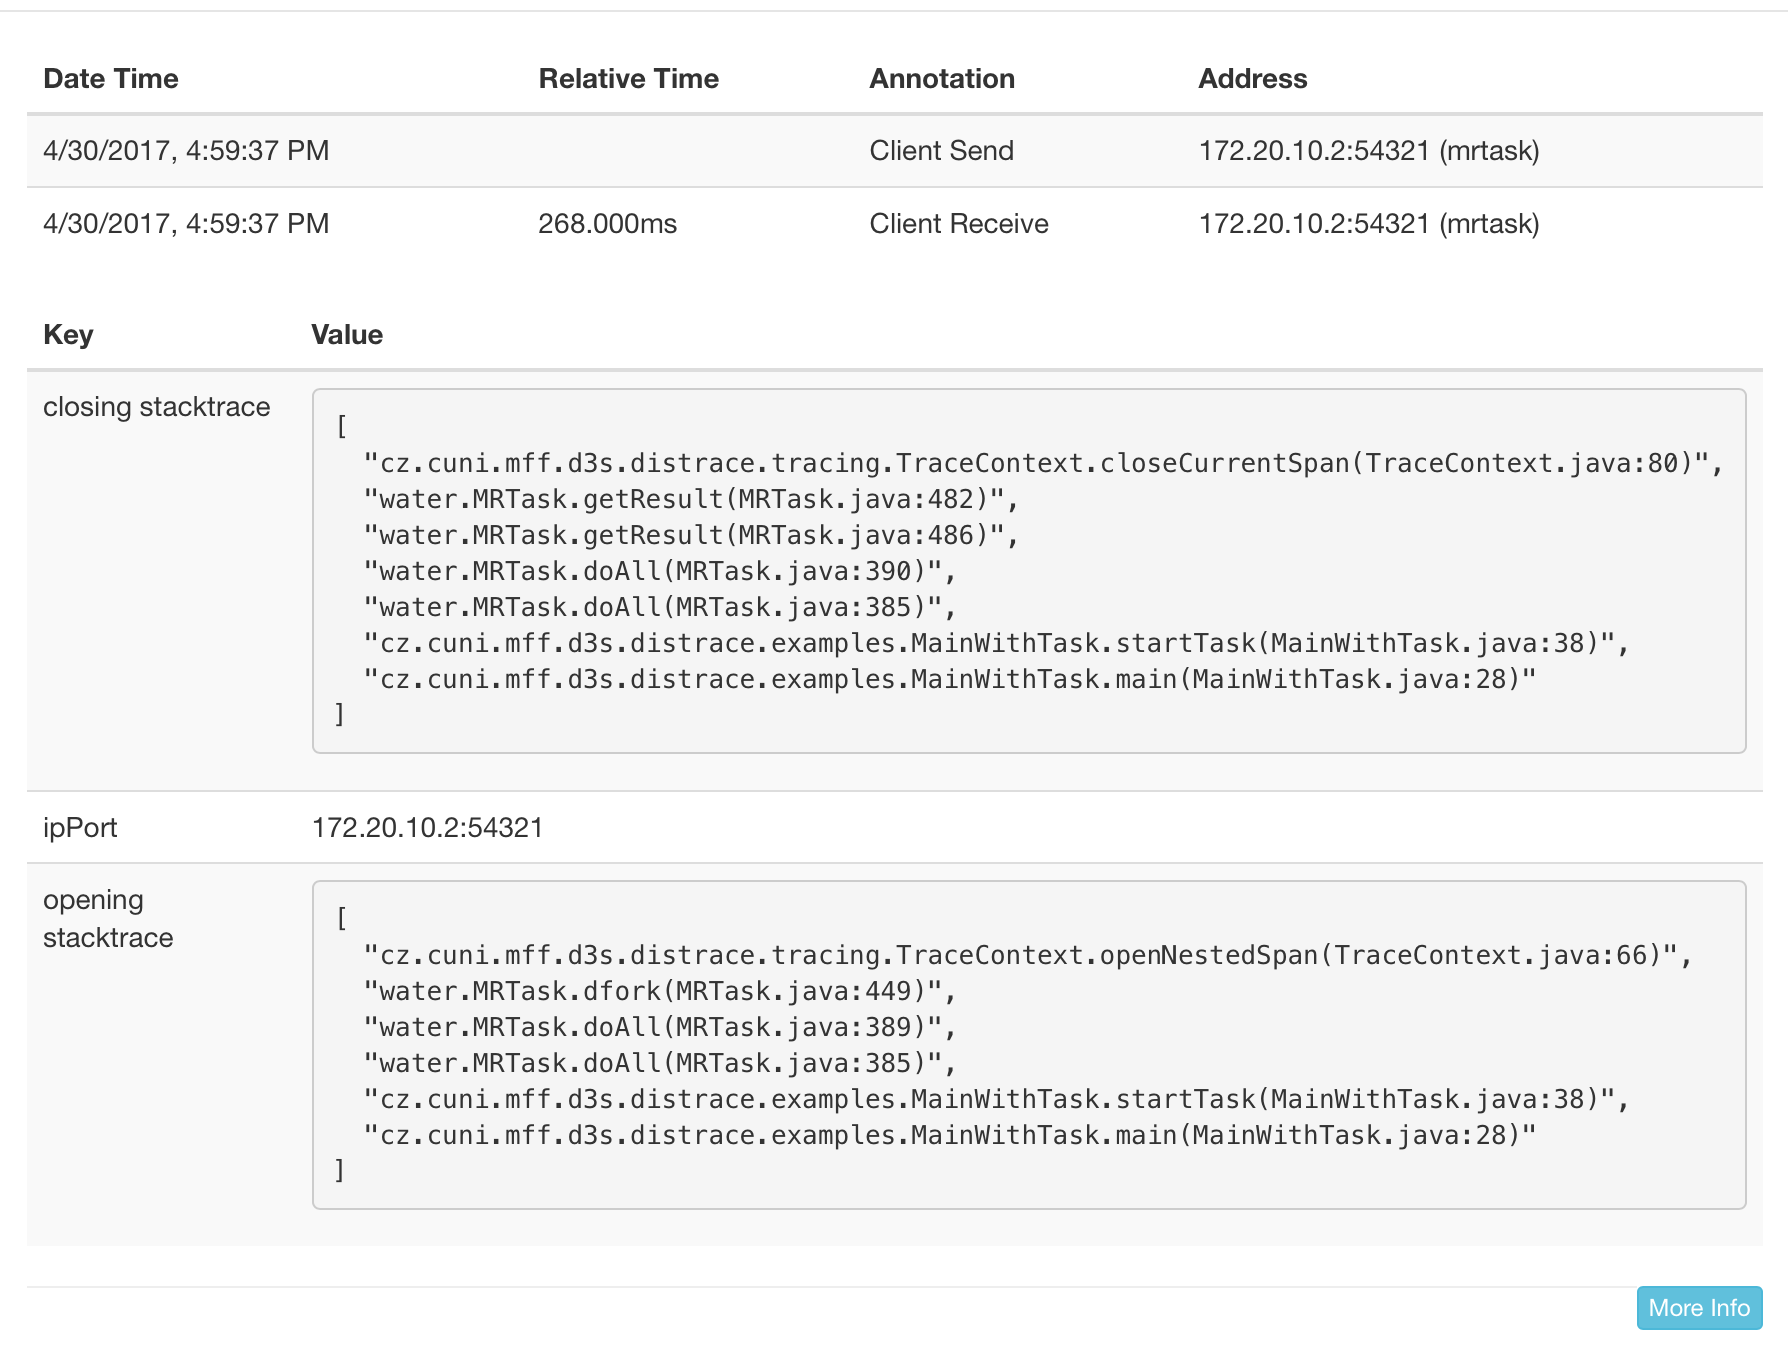 Date Time Relative Time Annotation Address
4/30/2017, 4:59:37 PM Client Send 172.20.10.2:54321 (mrtask)
4/30/2017, 4:59:37 PM 268.000ms Client Receive 172.20.10.2:54321 (mrtask)
Key Value
closing stacktrace
[
"cz.cuni.mff.d3s.distrace.tracing.TraceContext.closeCurrentSpan(TraceContext.java:80)",
"water.MRTask.getResult(MRTask.java:482)",
"water.MRTask.getResult(MRTask.java:486)",
"water.MRTask.doAll(MRTask.java:390)",
"water.MRTask.doAll(MRTask.java:385)",
"cz.cuni.mff.d3s.distrace.examples.MainWithTask.startTask(MainWithTask.java:38)",
"cz.cuni.mff.d3s.distrace.examples.MainWithTask.main(MainWithTask.java:28)"
]
ipPort 172.20.10.2:54321
opening
stacktrace
[
"cz.cuni.mff.d3s.distrace.tracing.TraceContext.openNestedSpan(TraceContext.java:66)",
"water.MRTask.dfork(MRTask.java:449)",
"water.MRTask.doAll(MRTask.java:389)",
"water.MRTask.doAll(MRTask.java:385)",
"cz.cuni.mff.d3s.distrace.examples.MainWithTask.startTask(MainWithTask.java:38)",
"cz.cuni.mff.d3s.distrace.examples.MainWithTask.main(MainWithTask.java:28)"
]
More Info